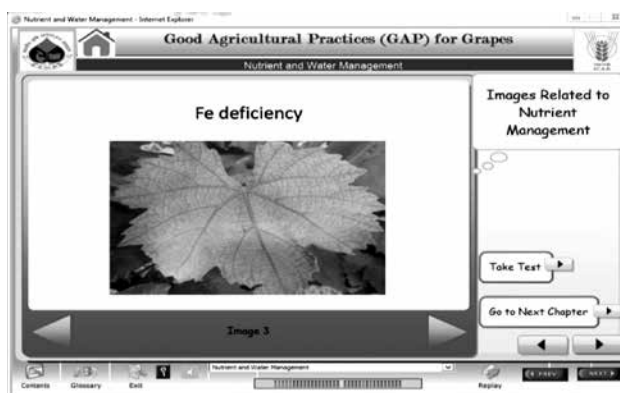 Nutrient and Water Management - Internet Explorer
Good Agricultural Practices (GAP) for Grapes
Nutrient and Water Management
Fe deficiency
Images Related to
Nutrient
Management
Take Test
Go to Next Chapter
Image 3
Nutrient and Water Management
Contents
Glossary
Exit
?
Replay
PREV
NEXT